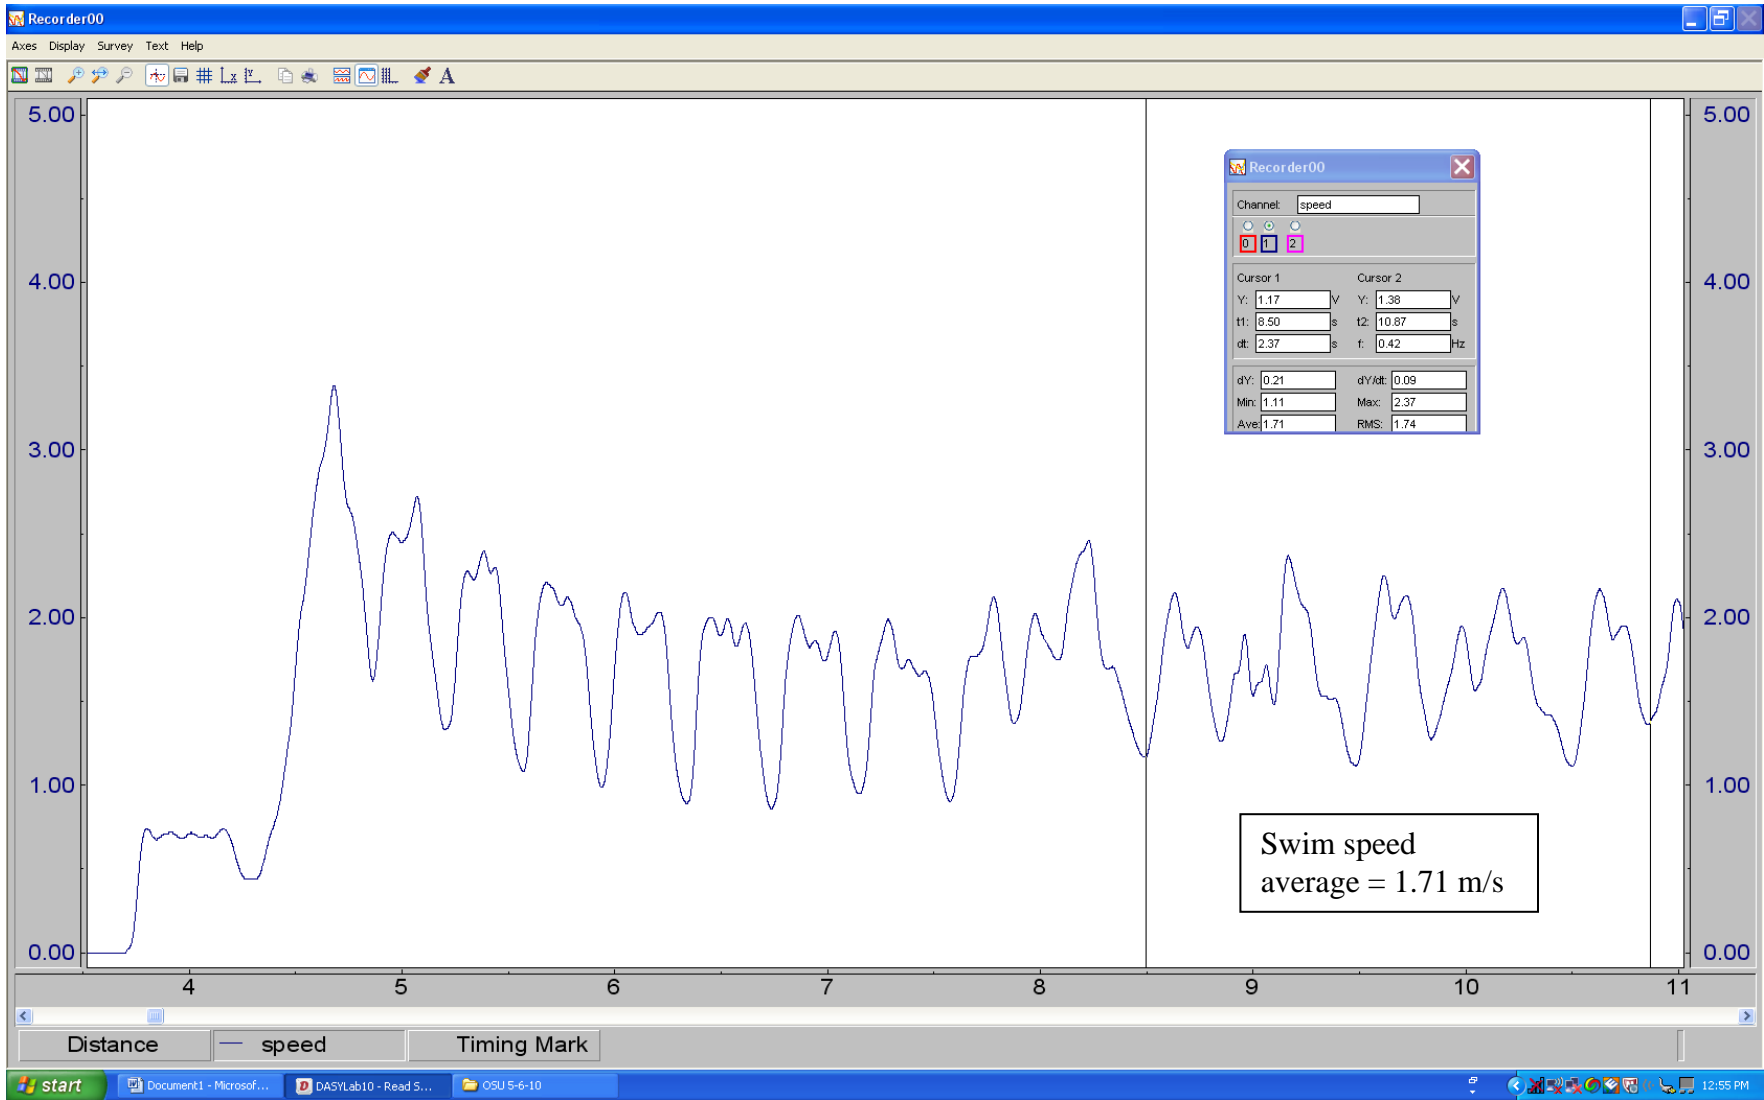 Recorder00
Axes Display Survey Text Help
5.00 5.00
4.00 4.00
3.00 3.00
2.00 2.00
1.00 1.00
0.00 0.00
Recorder00
Channel: speed
0 1 2
Cursor 1 Cursor 2
Y: 1.17 V Y: 1.38 V
t1: 8.50 s t2: 10.87 s
dt: 2.37 s f: 0.42 Hz
dY: 0.21 dY/dt: 0.09
Min: 1.11 Max: 2.37
Ave: 1.71 RMS: 1.74
Swim speed
average = 1.71 m/s
4 5 6 7 8 9 10 11
Distance speed Timing Mark
start Document1 - Microsof... DASYLab10 - Read S... OSU 5-6-10 12:55 PM